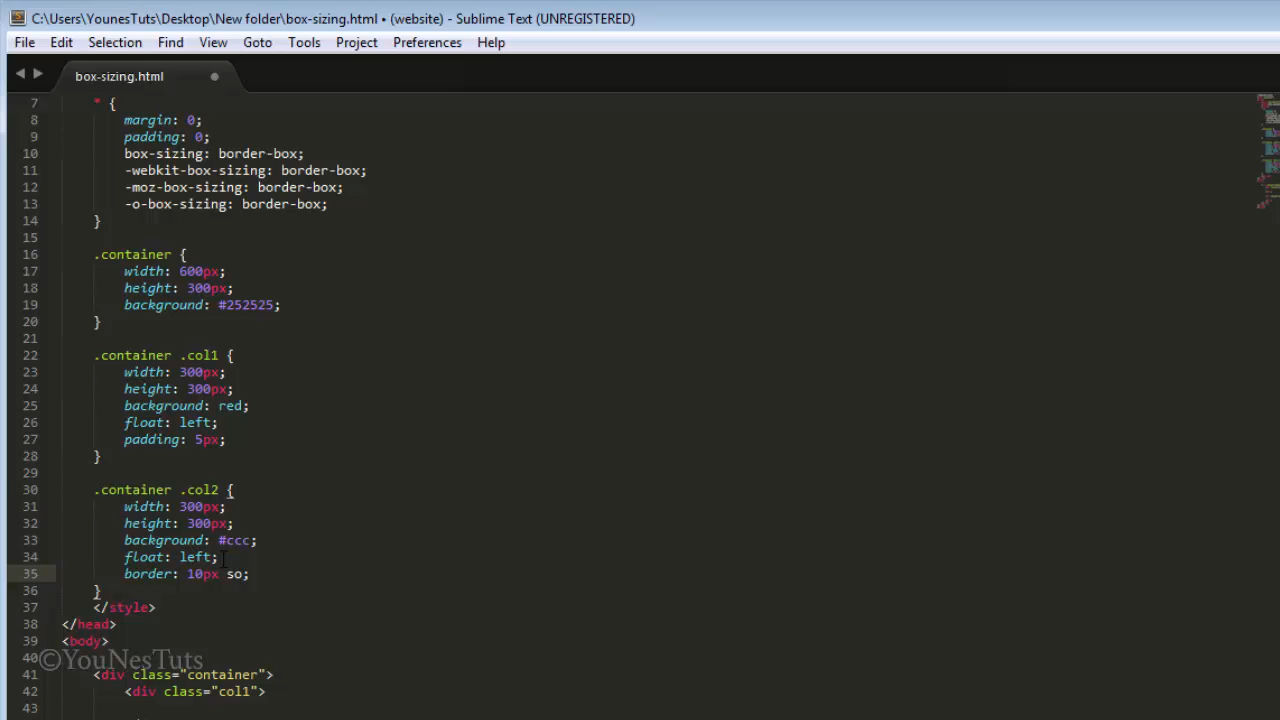 C:\Users\YounesTuts\Desktop\New folder\box-sizing.html • (website) - Sublime Text (UNREGISTERED)
File Edit Selection Find View Goto Tools Project Preferences Help
box-sizing.html
7 * {
8 margin: 0;
9 padding: 0;
10 box-sizing: border-box;
11 -webkit-box-sizing: border-box;
12 -moz-box-sizing: border-box;
13 -o-box-sizing: border-box;
14 }
15
16 .container {
17 width: 600px;
18 height: 300px;
19 background: #252525;
20 }
21
22 .container .col1 {
23 width: 300px;
24 height: 300px;
25 background: red;
26 float: left;
27 padding: 5px;
28 }
29
30 .container .col2 {
31 width: 300px;
32 height: 300px;
33 background: #ccc;
34 float: left;
35 border: 10px so;
36 }
37 </style>
38 </head>
39 <body>
40
©YouNesTuts
41 <div class="container">
42 <div class="col1">
43